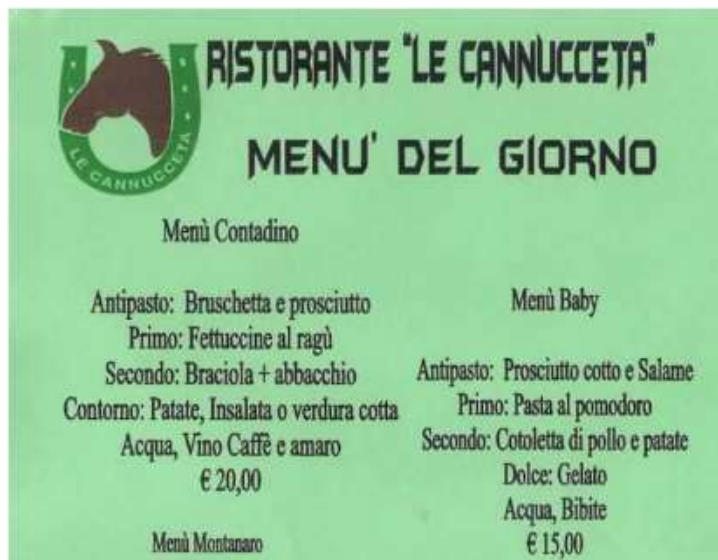 LE CANNUCCETA
RISTORANTE "LE CANNUCCETA"
MENU' DEL GIORNO
Menù Contadino
Antipasto: Bruschetta e prosciutto
Primo: Fettuccine al ragù
Secondo: Braciola + abbacchio
Contorno: Patate, Insalata o verdura cotta
Acqua, Vino Caffè e amaro
€ 20,00
Menù Montanaro
Menù Baby
Antipasto: Prosciutto cotto e Salame
Primo: Pasta al pomodoro
Secondo: Cotoletta di pollo e patate
Dolce: Gelato
Acqua, Bibite
€ 15,00